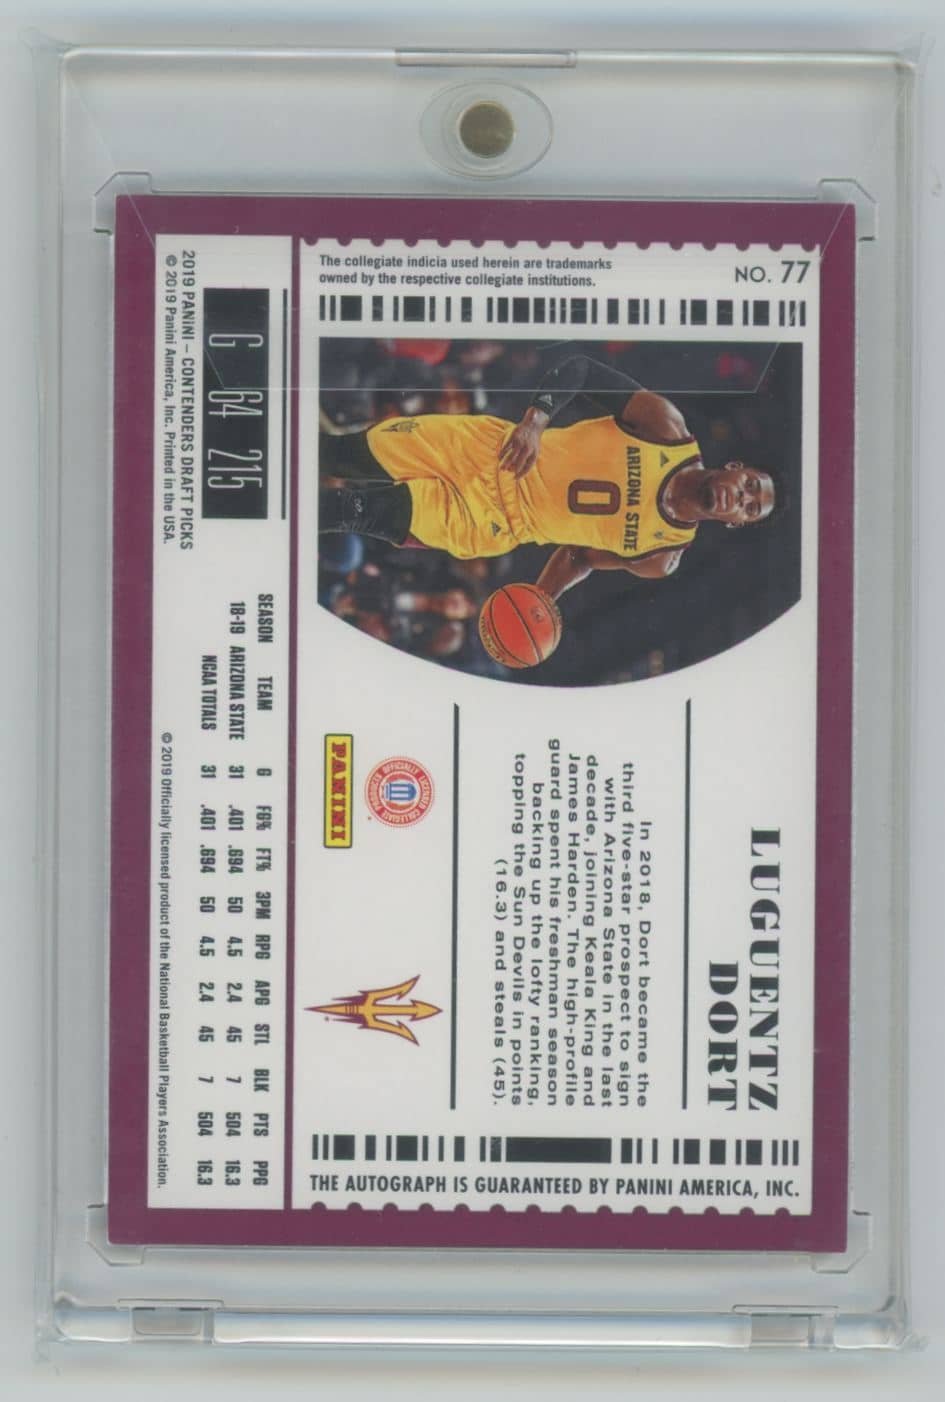 The collegiate indicia used herein are trademarks
owned by the respective collegiate institutions.
NO. 77
ARIZONA STATE
0
LUGUENTZ
DORT
In 2018, Dort became the
third five-star prospect to sign
with Arizona State in the last
decade, joining Keala King and
James Harden. The high-profile
guard spent his freshman season
backing up the lofty ranking,
topping the Sun Devils in points
(16.3) and steals (45).
OFFICIALLY LICENSED COLLEGIATE PRODUCTS
PANINI
THE AUTOGRAPH IS GUARANTEED BY PANINI AMERICA, INC.
G 64 215
SEASON TEAM G FG% FT% 3PM RPG APG STL BLK PTS PPG
18-19 ARIZONA STATE 31 .401 .694 50 4.5 2.4 45 7 504 16.3
NCAA TOTALS 31 .401 .694 50 4.5 2.4 45 7 504 16.3
2019 PANINI – CONTENDERS DRAFT PICKS
© 2019 Panini America, Inc. Printed in the USA.
© 2019 Officially licensed product of the National Basketball Players Association.